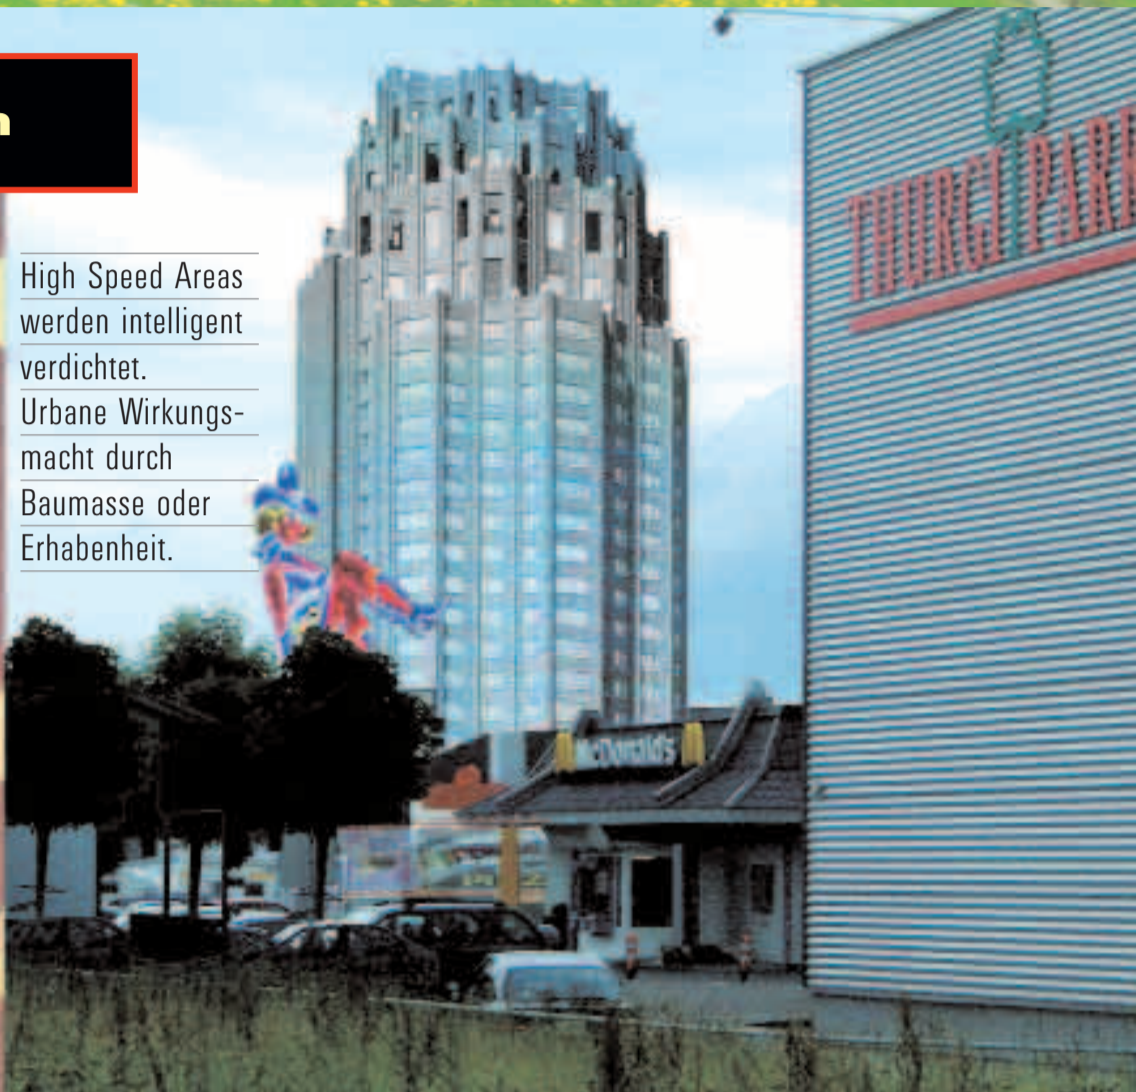 n
High Speed Areas
werden intelligent
verdichtet.
Urbane Wirkungs-
macht durch
Baumasse oder
Erhabenheit.
THURGI PARK
McDonald's